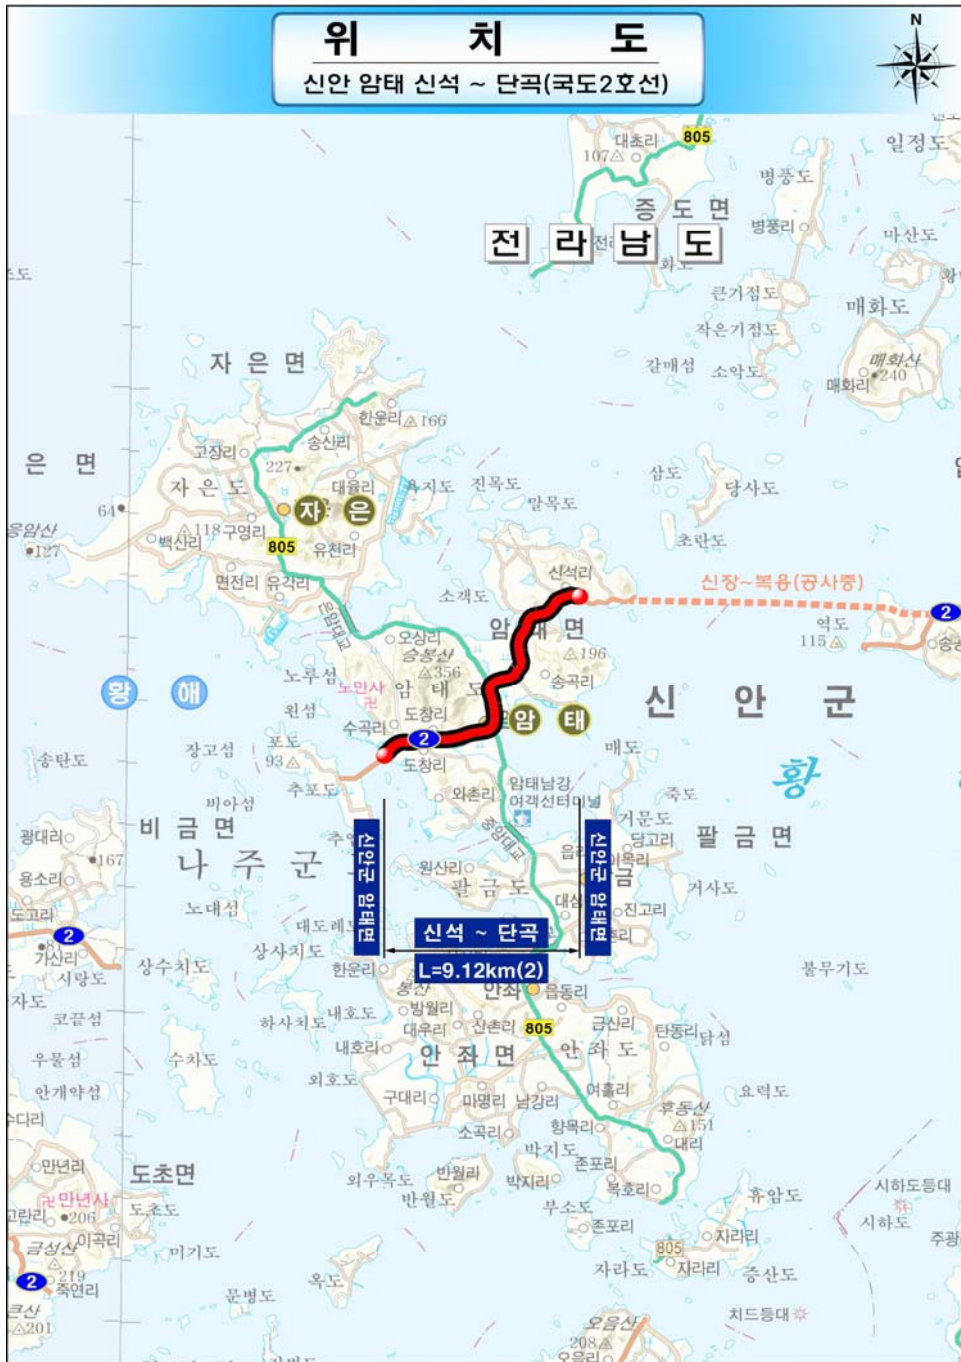 위 치 도
신안 암태 신석 ~ 단곡(국도2호선)
N
805
대초리
107
일정도
병풍도
증도면
병풍리
마산도
전라남도
큰기점도
매화도
작은기점도
자은면
갈매섬 소악도
매화산
240
매화리
한운리 166
송산리
고장리
은면
227
대율리
삼도
자은도
욕지도 진목도
당사도
64
자은
말목도
118 구영리
초란도
백산리
127
805
유천리
신석리
신장~복용(공사중)
면전리 유각리
소객도
2
은암대교
역도
오상리
암태면
115
승봉산
196
356
노루섬
송곡리
노만사
암태도
신안군
황해
원섬
도창리
암태
수곡리
2
매도
장고섬 포도
송탄도
93
도창리
황
추포도
암태남강
여객선터미널
죽도
와촌리
비아섬
거문도
비금면
중앙대교
당고리
팔금면
광대리
167
나주군
원산리
용소리
신안군 암태면
신안군 암태면
팔금도
거사도
노대섬
도고리
진고리
2
대도
신석 ~ 단곡
가산리
상사치도
상수치도
한운리
L=9.12km(2)
불무기도
시랑도
안좌 읍동리
코끝섬
하사치도
내호도
방월리
805
금산리
대우리 신촌리
탄동리
닭섬
우물섬
수차도
내호리
안좌면
안좌도
외호도
안개약섬
구대리
마명리 남강리
여흘리
요력도
후동산
151
소곡리
향목리
대리
만년리
도초면
박지도
존포리
외우목도
반월리
박지리
복호리
휴암도
시하도등대
만년사
206
도초도
반월도
부소도
시하도
존포리
이곡리
자라리
금성산
미기도
805
219
자라도
자라리
증산도
2
죽연리
옥도
문병도
치드등대
오음산
201
208
오음리